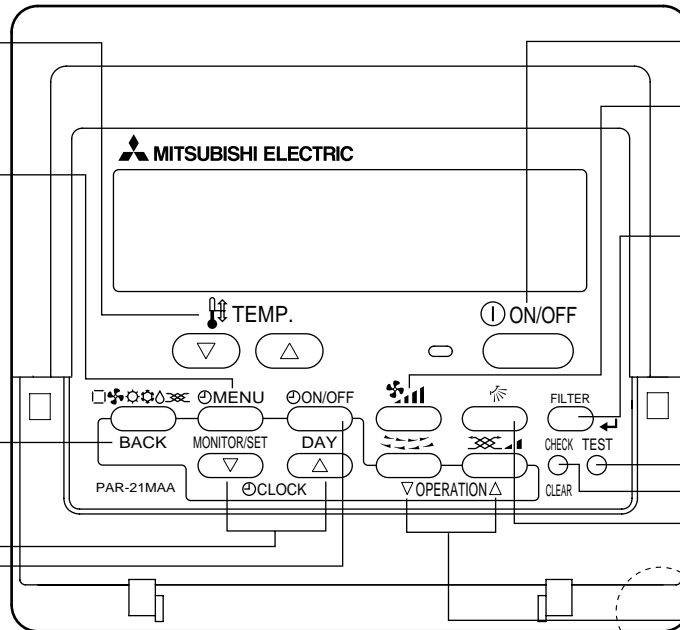 MITSUBISHI ELECTRIC
TEMP.
ON/OFF
MENU
ON/OFF
FILTER
BACK
MONITOR/SET
DAY
CHECK
TEST
PAR-21MAA
CLOCK
▽OPERATION△
CLEAR